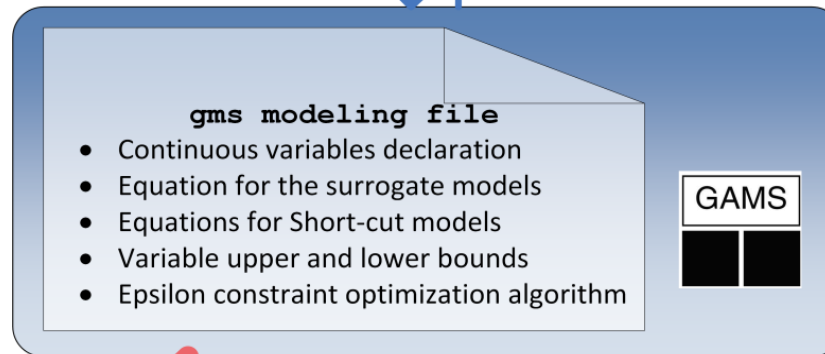 gms modeling file
• Continuous variables declaration
• Equation for the surrogate models
• Equations for Short-cut models
• Variable upper and lower bounds
• Epsilon constraint optimization algorithm
GAMS